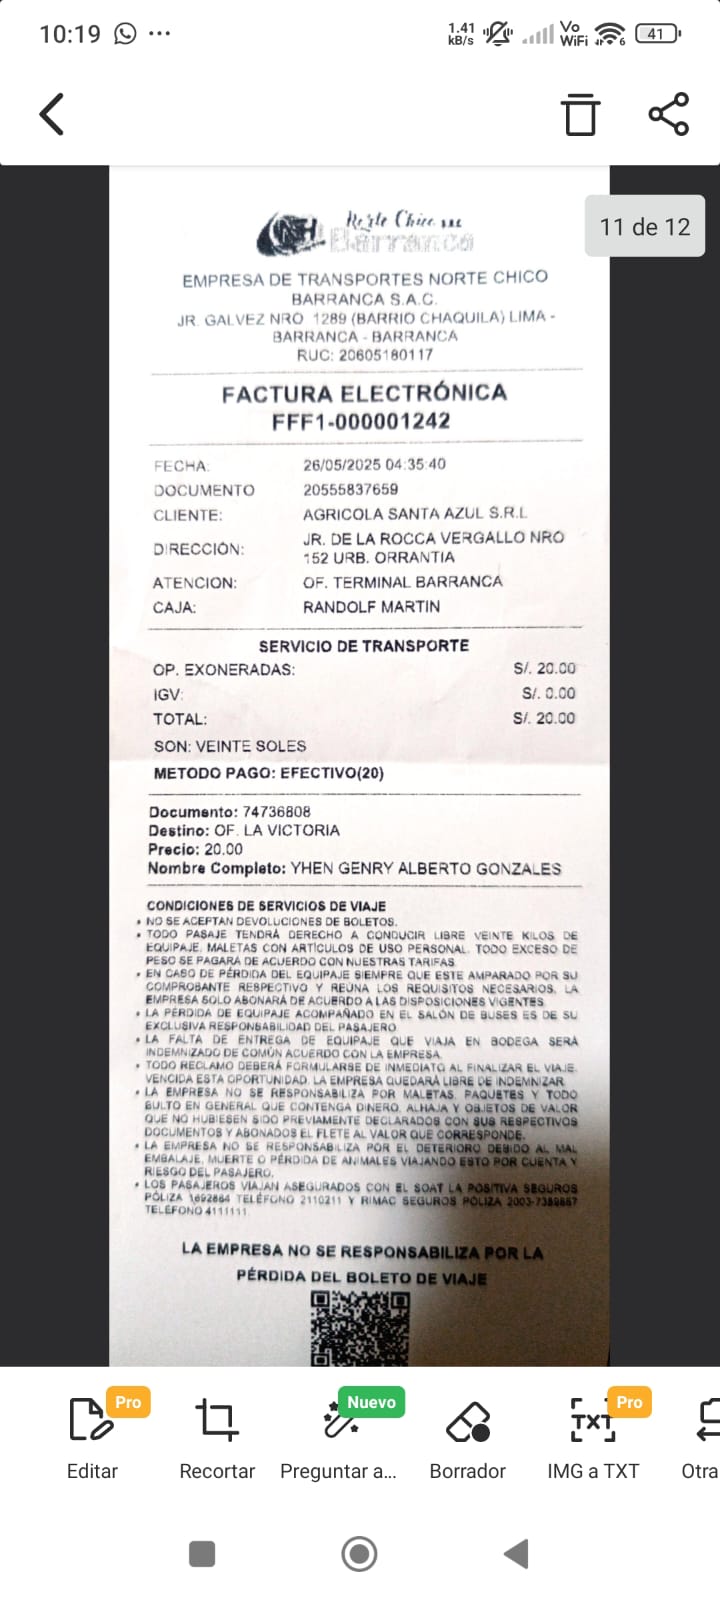 10:19
1.41 kB/s
Vo WiFi
6
41
11 de 12
NH
Norte Chico SAC
Barranca
EMPRESA DE TRANSPORTES NORTE CHICO
BARRANCA S.A.C.
JR. GALVEZ NRO 1289 (BARRIO CHAQUILA) LIMA -
BARRANCA - BARRANCA
RUC: 20605180117
FACTURA ELECTRÓNICA
FFF1-000001242
FECHA: 26/05/2025 04:35:40
DOCUMENTO 20555837659
CLIENTE: AGRICOLA SANTA AZUL S.R.L
DIRECCIÓN: JR. DE LA ROCCA VERGALLO NRO
152 URB. ORRANTIA
ATENCION: OF. TERMINAL BARRANCA
CAJA: RANDOLF MARTIN
SERVICIO DE TRANSPORTE
OP. EXONERADAS: S/. 20.00
IGV: S/. 0.00
TOTAL: S/. 20.00
SON: VEINTE SOLES
METODO PAGO: EFECTIVO(20)
Documento: 74736808
Destino: OF. LA VICTORIA
Precio: 20.00
Nombre Completo: YHEN GENRY ALBERTO GONZALES
CONDICIONES DE SERVICIOS DE VIAJE
• NO SE ACEPTAN DEVOLUCIONES DE BOLETOS.
• TODO PASAJE TENDRÁ DERECHO A CONDUCIR LIBRE VEINTE KILOS DE
EQUIPAJE, MALETAS CON ARTÍCULOS DE USO PERSONAL. TODO EXCESO DE
PESO SE PAGARA DE ACUERDO CON NUESTRAS TARIFAS.
• EN CASO DE PÉRDIDA DEL EQUIPAJE SIEMPRE QUE ESTE AMPARADO POR SU
COMPROBANTE RESPECTIVO Y REÚNA LOS REQUISITOS NECESARIOS, LA
EMPRESA SOLO ABONARÁ DE ACUERDO A LAS DISPOSICIONES VIGENTES.
• LA PÉRDIDA DE EQUIPAJE ACOMPAÑADO EN EL SALÓN DE BUSES ES DE SU
EXCLUSIVA RESPONSABILIDAD DEL PASAJERO.
• LA FALTA DE ENTREGA DE EQUIPAJE QUE VIAJA EN BODEGA SERÁ
INDEMNIZADO DE COMÚN ACUERDO CON LA EMPRESA.
• TODO RECLAMO DEBERÁ FORMULARSE DE INMEDIATO AL FINALIZAR EL VIAJE.
VENCIDA ESTA OPORTUNIDAD. LA EMPRESA QUEDARÁ LIBRE DE INDEMNIZAR
• LA EMPRESA NO SE RESPONSABILIZA POR MALETAS. PAQUETES Y TODO
BULTO EN GENERAL QUE CONTENGA DINERO, ALHAJA Y OBJETOS DE VALOR
QUE NO HUBIESEN SIDO PREVIAMENTE DECLARADOS CON SUS RESPECTIVOS
DOCUMENTOS Y ABONADOS EL FLETE AL VALOR QUE CORRESPONDE.
• LA EMPRESA NO SE RESPONSABILIZA POR EL DETERIORO DEBIDO AL MAL
EMBALAJE, MUERTE O PÉRDIDA DE ANIMALES VIAJANDO ESTO POR CUENTA Y
RIESGO DEL PASAJERO.
• LOS PASAJEROS VIAJAN ASEGURADOS CON EL SOAT LA POSITIVA SEGUROS
PÓLIZA TELÉFONO 2110211 Y RIMAC SEGUROS PÓLIZA
TELÉFONO 4111111.
LA EMPRESA NO SE RESPONSABILIZA POR LA
PÉRDIDA DEL BOLETO DE VIAJE
Pro
Nuevo
Pro
TXT
Editar
Recortar
Preguntar a...
Borrador
IMG a TXT
Otra